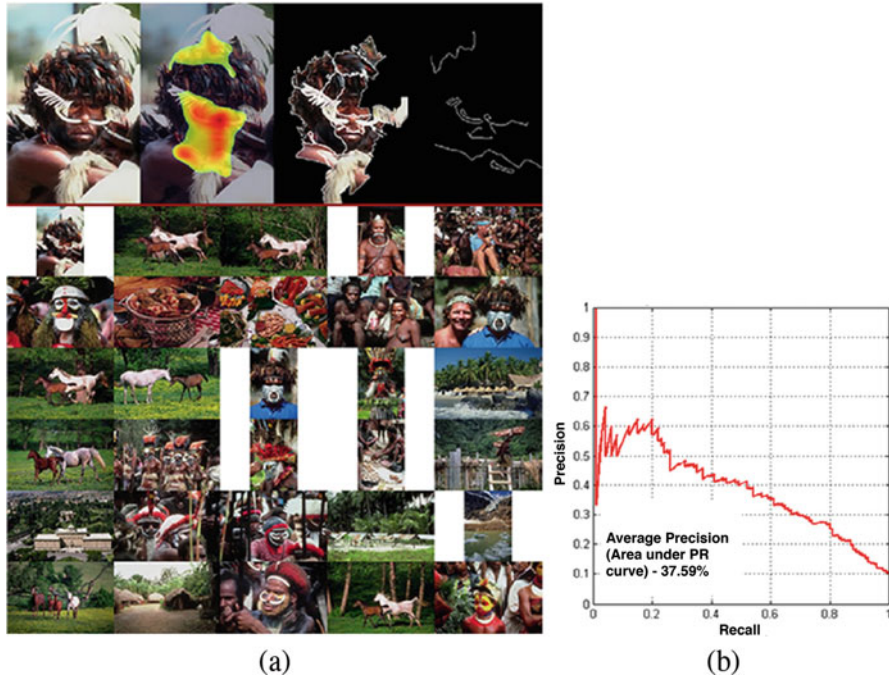 1
0.9
0.8
0.7
0.6
0.5
0.4
0.3
0.2
0.1
0
Precision
Average Precision
(Area under PR
curve) - 37.59%
0 0.2 0.4 0.6 0.8 1
Recall
(a) (b)